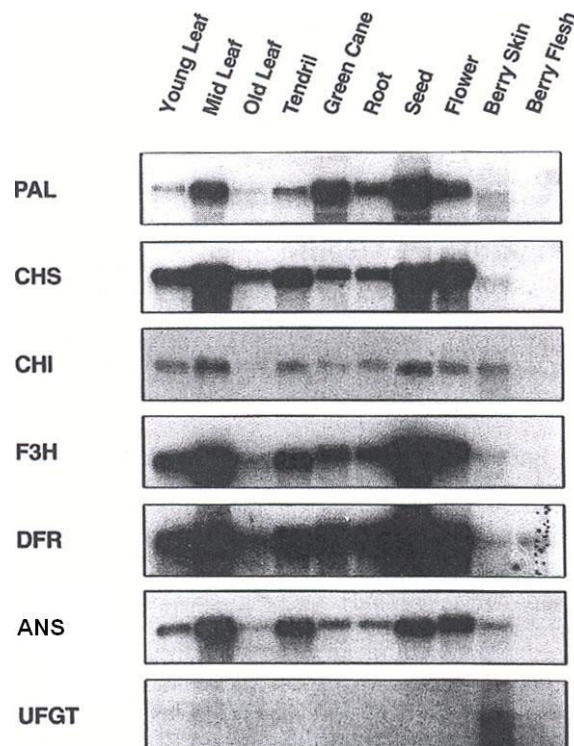 Young Leaf
Mid Leaf
Old Leaf
Tendril
Green Cane
Root
Seed
Flower
Berry Skin
Berry Flesh
PAL
CHS
CHI
F3H
DFR
ANS
UFGT